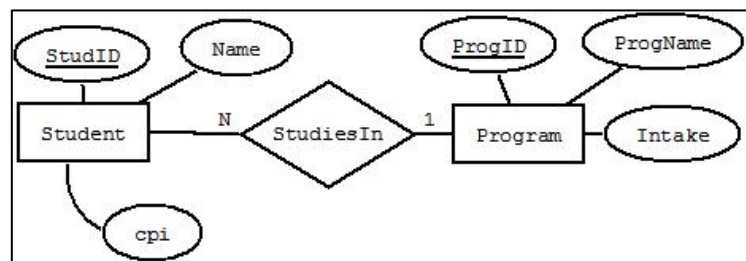 StudID
Name
ProgID
ProgName
Student
N
StudiesIn
1
Program
Intake
cpi